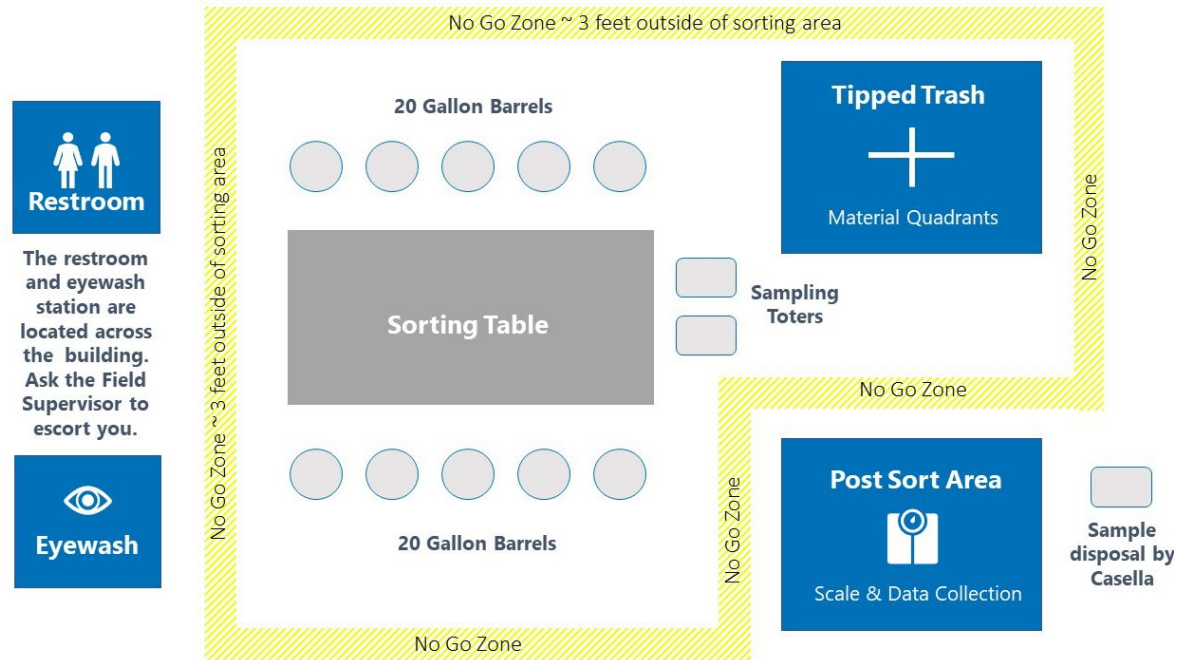 No Go Zone ~ 3 feet outside of sorting area
20 Gallon Barrels
Tipped Trash
Material Quadrants
No Go Zone
Restroom
The restroom
and eyewash
station are
located across
the building.
Ask the Field
Supervisor to
escort you.
Eyewash
No Go Zone ~ 3 feet outside of sorting area
Sorting Table
Sampling
Toters
No Go Zone
20 Gallon Barrels
No Go Zone
No Go Zone
Post Sort Area
Scale & Data Collection
Sample
disposal by
Casella